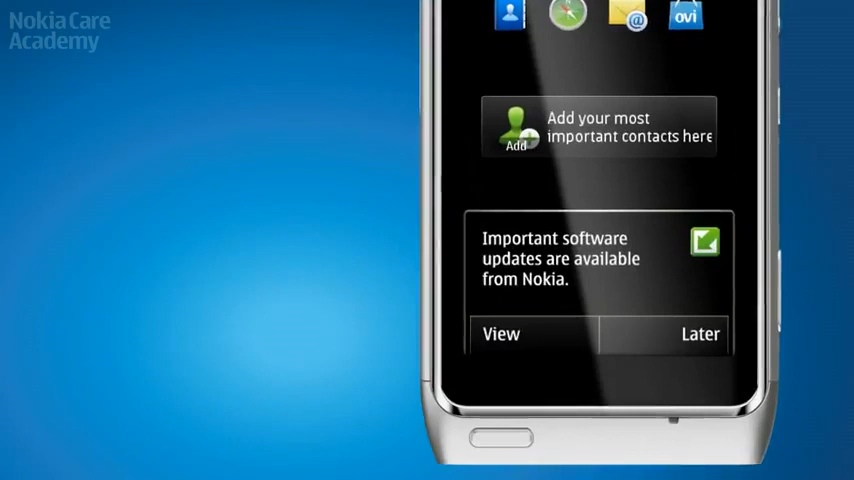 Nokia Care
Academy
@
ovi
Add your most
important contacts here
Add
Important software
updates are available
from Nokia.
View
Later